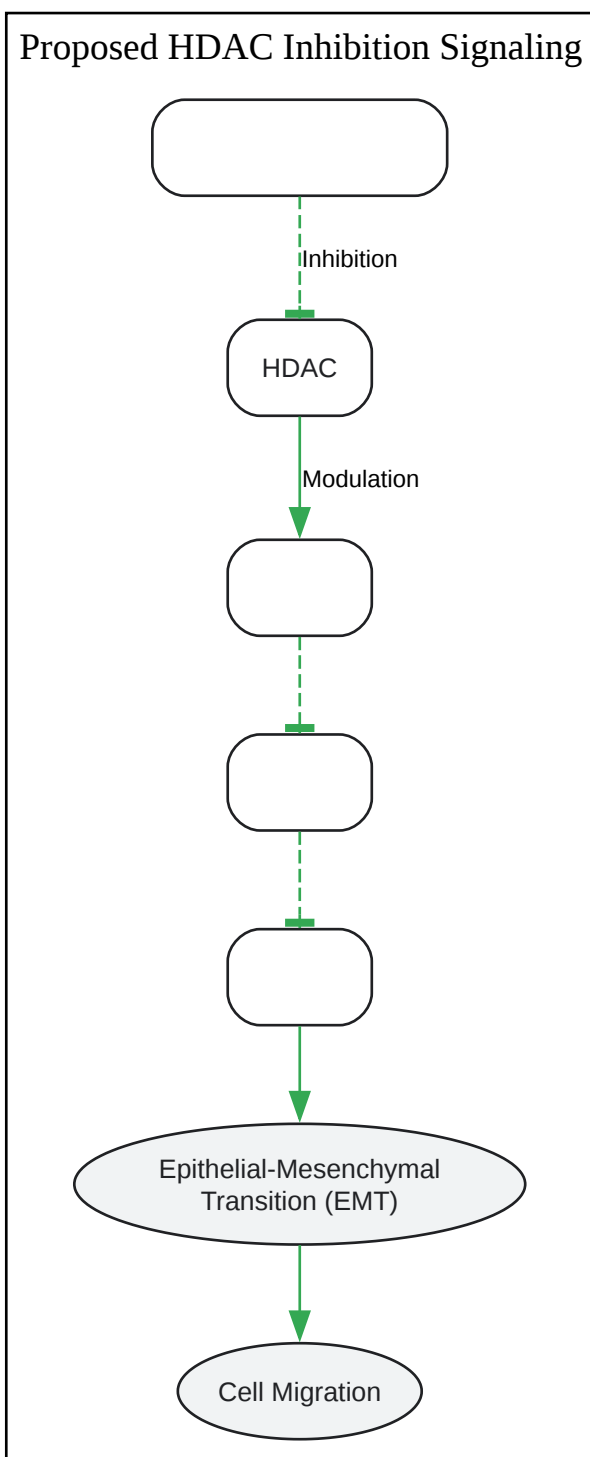 Proposed HDAC Inhibition Signaling
Inhibition
HDAC
Modulation
Epithelial-Mesenchymal
Transition (EMT)
Cell Migration